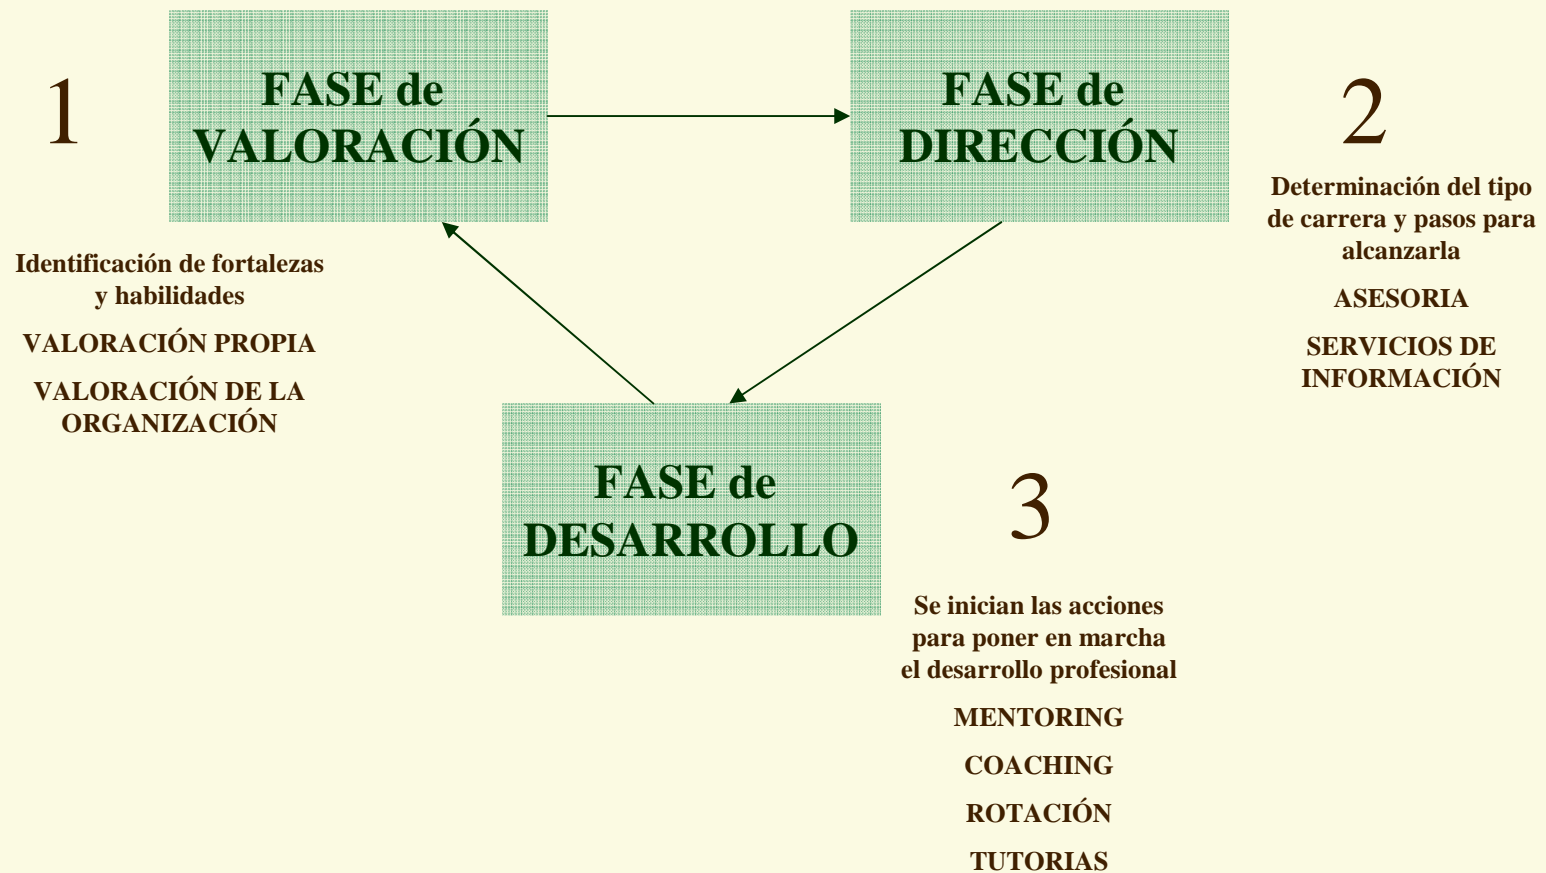 1
FASE de
VALORACIÓN
Identificación de fortalezas
y habilidades
VALORACIÓN PROPIA
VALORACIÓN DE LA
ORGANIZACIÓN
FASE de
DIRECCIÓN
2
Determinación del tipo
de carrera y pasos para
alcanzarla
ASESORIA
SERVICIOS DE
INFORMACIÓN
FASE de
DESARROLLO
3
Se inician las acciones
para poner en marcha
el desarrollo profesional
MENTORING
COACHING
ROTACIÓN
TUTORIAS